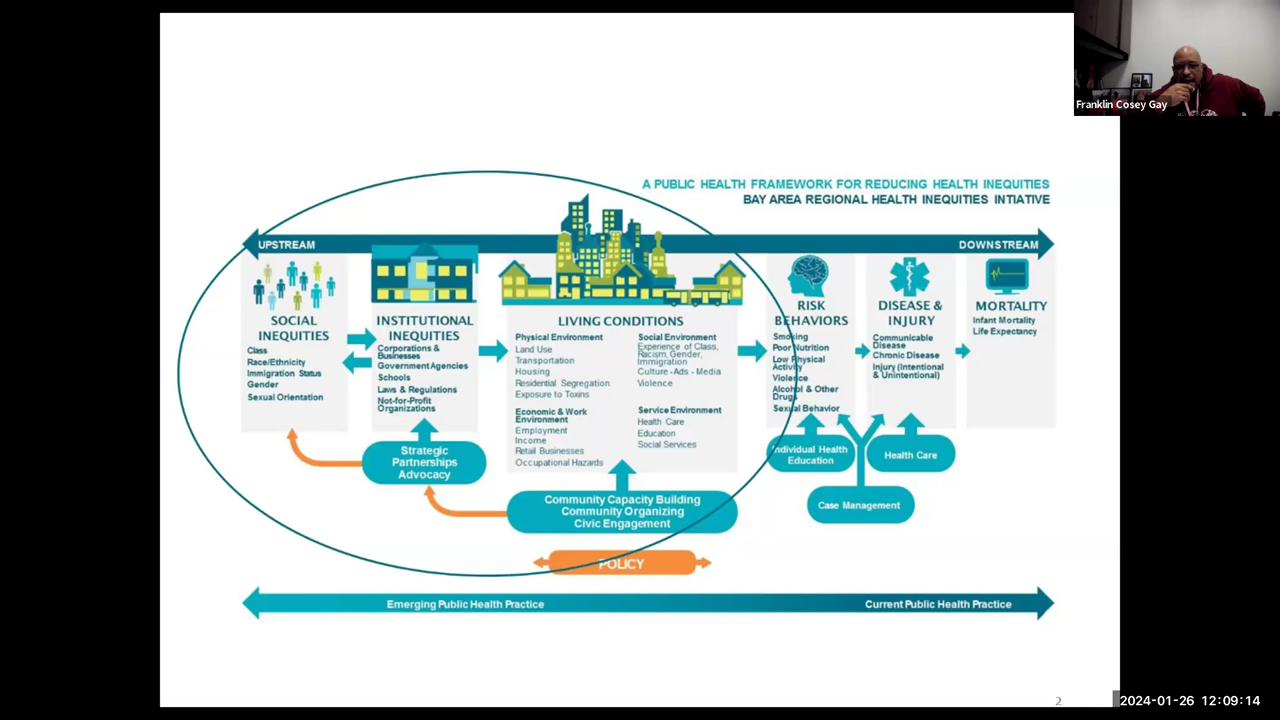 Franklin Cosey Gay
A PUBLIC HEALTH FRAMEWORK FOR REDUCING HEALTH INEQUITIES
BAY AREA REGIONAL HEALTH INEQUITIES INTIATIVE
UPSTREAM
DOWNSTREAM
SOCIAL
INEQUITIES
Class
Race/Ethnicity
Immigration Status
Gender
Sexual Orientation
INSTITUTIONAL
INEQUITIES
Corporations &
Businesses
Government Agencies
Schools
Laws & Regulations
Not-for-Profit
Organizations
Strategic
Partnerships
Advocacy
LIVING CONDITIONS
Physical Environment
Land Use
Transportation
Housing
Residential Segregation
Exposure to Toxins
Economic & Work
Environment
Employment
Income
Retail Businesses
Occupational Hazards
Social Environment
Experience of Class,
Racism, Gender,
Immigration
Culture - Ads - Media
Violence
Service Environment
Health Care
Education
Social Services
Community Capacity Building
Community Organizing
Civic Engagement
RISK
BEHAVIORS
Smoking
Poor Nutrition
Low Physical
Activity
Violence
Alcohol & Other
Drugs
Sexual Behavior
Individual Health
Education
DISEASE &
INJURY
Communicable
Disease
Chronic Disease
Injury (Intentional
& Unintentional)
Health Care
Case Management
MORTALITY
Infant Mortality
Life Expectancy
POLICY
Emerging Public Health Practice
Current Public Health Practice
2
2024-01-26 12:09:14